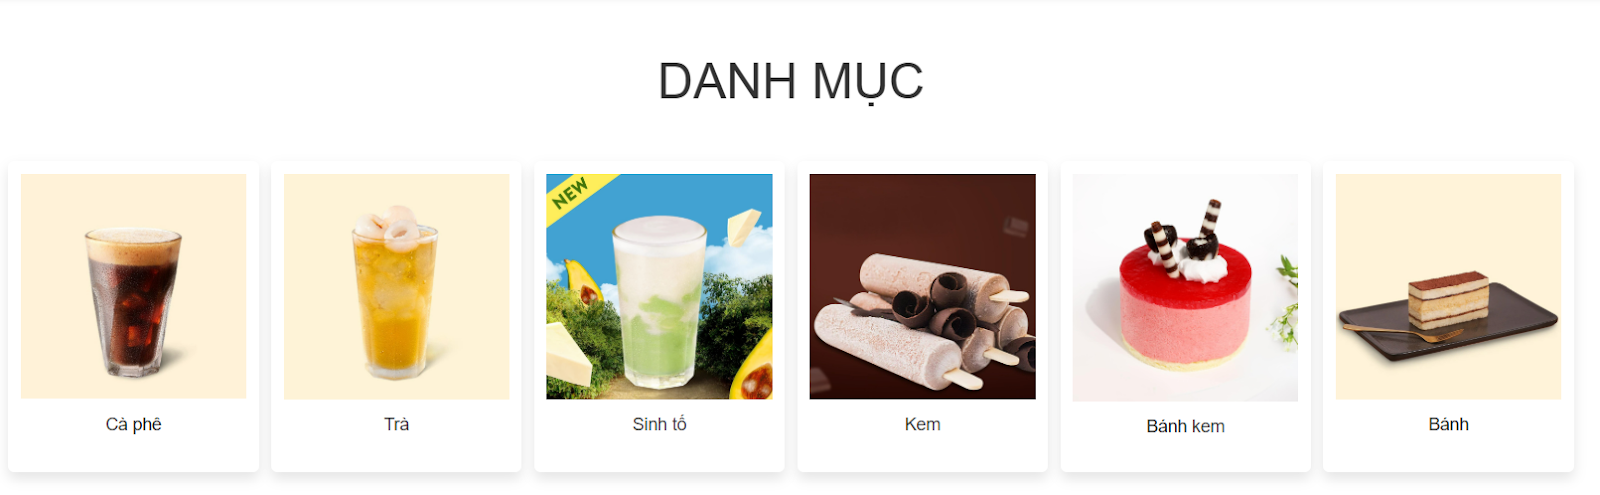 DANH MỤC
NEW
Cà phê
Trà
Sinh tố
Kem
Bánh kem
Bánh